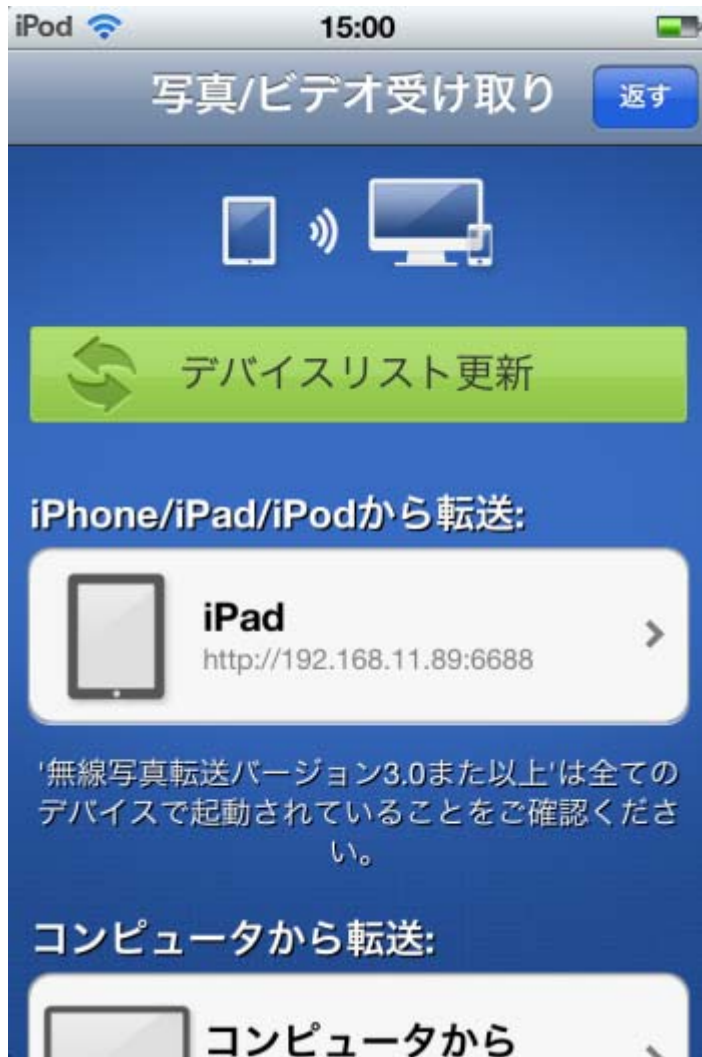 iPod 15:00
写真/ビデオ受け取り 返す
デバイスリスト更新
iPhone/iPad/iPodから転送:
iPad
http://192.168.11.89:6688
'無線写真転送バージョン3.0また以上'は全ての
デバイスで起動されていることをご確認くださ
い。
コンピュータから転送:
コンピュータから